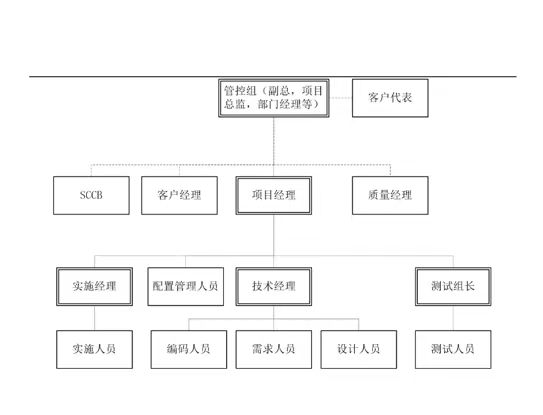 管控组（副总，项目
总监，部门经理等）
客户代表
SCCB
客户经理
项目经理
质量经理
实施经理
配置管理人员
技术经理
测试组长
实施人员
编码人员
需求人员
设计人员
测试人员